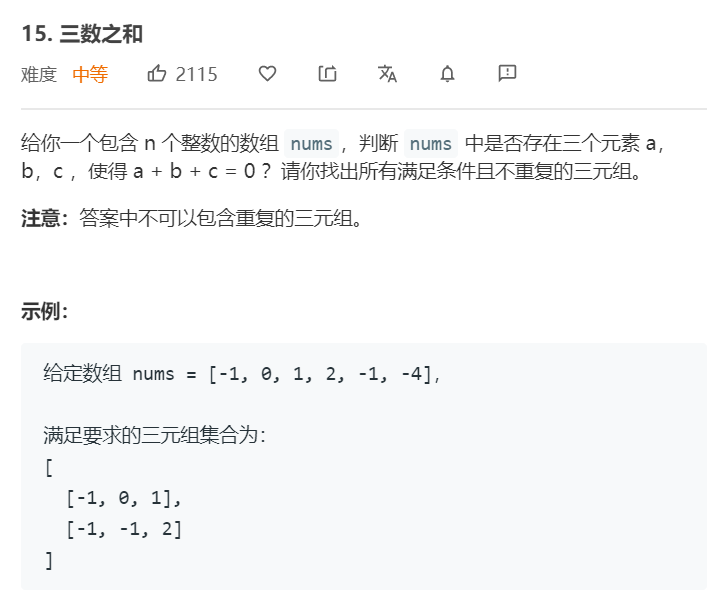 15. 三数之和
难度 中等 2115
给你一个包含 n 个整数的数组 nums，判断 nums 中是否存在三个元素 a，
b，c ，使得 a + b + c = 0 ？请你找出所有满足条件且不重复的三元组。
注意：答案中不可以包含重复的三元组。
示例：
给定数组 nums = [-1, 0, 1, 2, -1, -4]，
满足要求的三元组集合为：
[
[-1, 0, 1],
[-1, -1, 2]
]